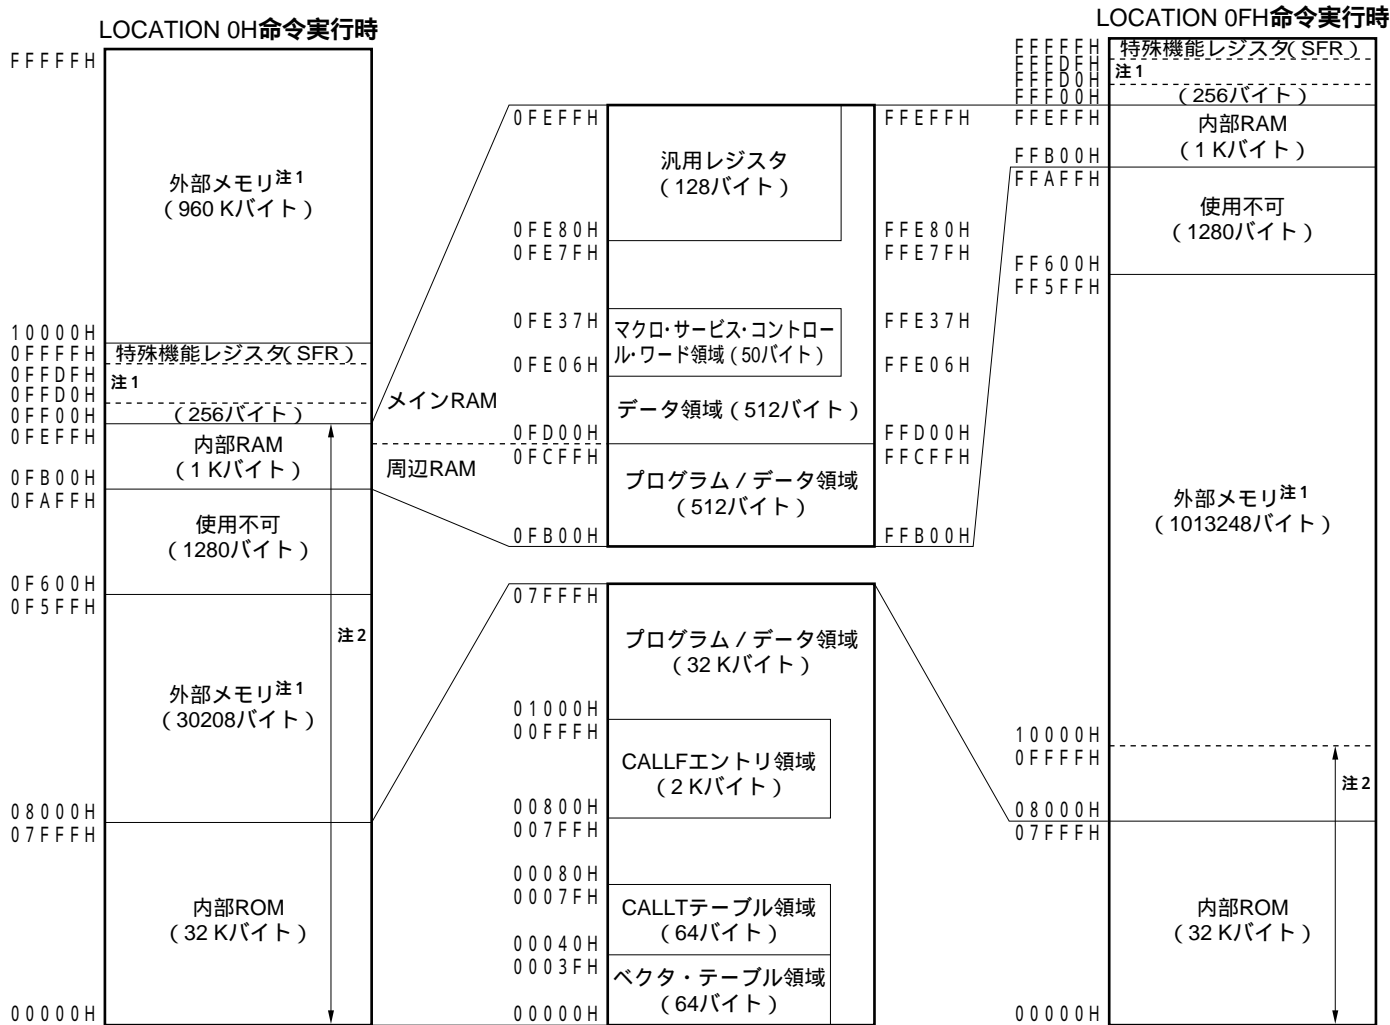 LOCATION 0H命令実行時
FFFFFH
外部メモリ注1
(960 Kバイト)
10000H
0FFFFH
特殊機能レジスタ(SFR)
0FFDFH
注1
0FFD0H
0FF00H
(256バイト)
0FEFFH
内部RAM
(1 Kバイト)
0FB00H
0FAFFH
使用不可
(1280バイト)
0F600H
0F5FFH
注2
外部メモリ注1
(30208バイト)
08000H
07FFFH
内部ROM
(32 Kバイト)
00000H
メインRAM
周辺RAM
0FEFFH
FFEFFH
汎用レジスタ
(128バイト)
0FE80H
FFE80H
0FE7FH
FFE7FH
0FE37H
FFE37H
マクロ・サービス・コントロー
ル・ワード領域(50バイト)
0FE06H
FFE06H
データ領域(512バイト)
0FD00H
FFD00H
0FCFFH
FFCFFH
プログラム/データ領域
(512バイト)
0FB00H
FFB00H
07FFFH
プログラム/データ領域
(32 Kバイト)
01000H
00FFFH
CALLFエントリ領域
(2 Kバイト)
00800H
007FFH
00080H
0007FH
CALLTテーブル領域
(64バイト)
00040H
0003FH
ベクタ・テーブル領域
(64バイト)
00000H
LOCATION 0FH命令実行時
FFFFFH
特殊機能レジスタ(SFR)
FFFDFH
注1
FFFD0H
FFF00H
(256バイト)
FFEFFH
内部RAM
(1 Kバイト)
FFB00H
FFAFFH
使用不可
(1280バイト)
FF600H
FF5FFH
外部メモリ注1
(1013248バイト)
10000H
0FFFFH
注2
08000H
07FFFH
内部ROM
(32 Kバイト)
00000H